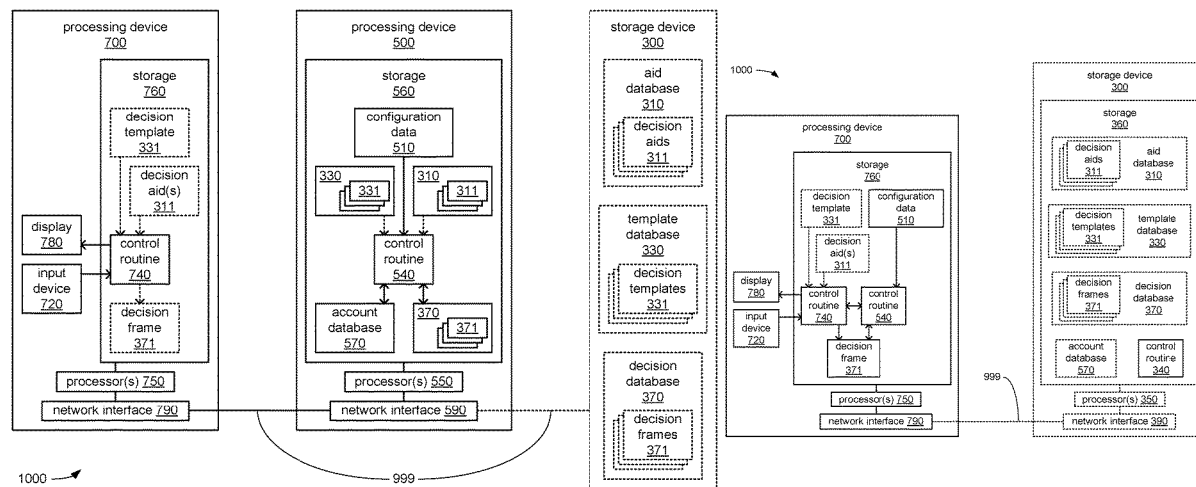 processing device
700
storage
760
decision
template
331
decision
aid(s)
311
display
780
control
routine
740
input
device
720
decision
frame
371
processor(s) 750
network interface 790
processing device
500
storage
560
configuration
data
510
330
331
310
311
control
routine
540
account
database
570
370
371
processor(s) 550
network interface 590
999
1000
storage device
300
aid
database
310
decision
aids
311
template
database
330
decision
templates
331
decision
database
370
decision
frames
371
1000
processing device
700
storage
760
decision
template
331
configuration
data
510
decision
aid(s)
311
display
780
control
routine
740
control
routine
540
input
device
720
decision
frame
371
processor(s) 750
network interface 790
999
storage device
300
storage
360
decision
aids
311
aid
database
310
decision
templates
331
template
database
330
decision
frames
371
decision
database
370
account
database
570
control
routine
340
processor(s) 350
network interface 390